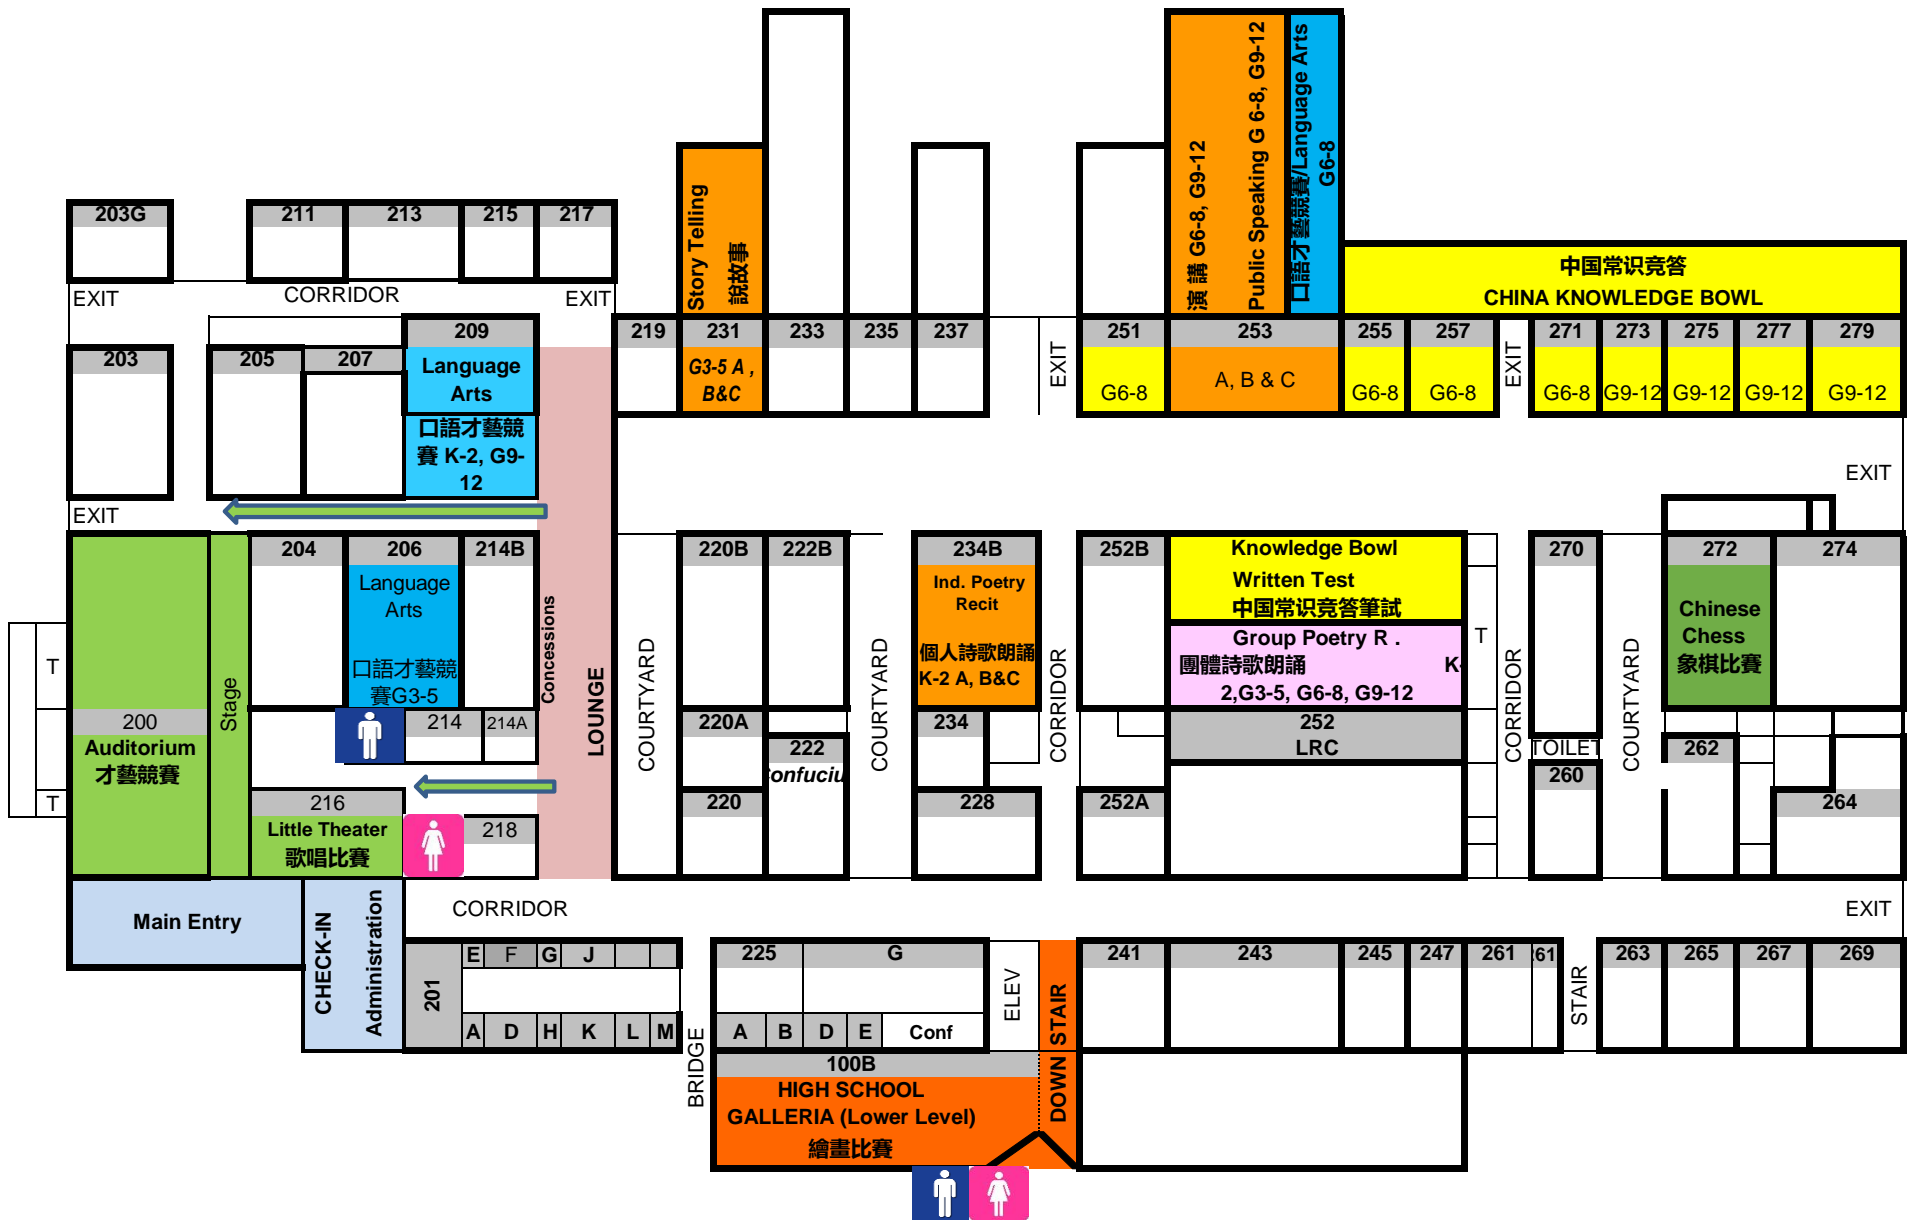 演 講 G6-8, G9-12
Public Speaking G 6-8, G9-12
口語才藝競賽/Language Arts
G6-8
Story Telling
說故事
203G
211
213
215
217
中国常识竞答
CHINA KNOWLEDGE BOWL
EXIT
CORRIDOR
EXIT
209
219
231
233
235
237
251
253
255
257
271
273
275
277
279
203
205
207
Language
Arts
G3-5 A ,
B&C
EXIT
G6-8
A, B & C
G6-8
G6-8
EXIT
G6-8
G9-12
G9-12
G9-12
G9-12
口語才藝競
賽 K-2, G9-
12
EXIT
EXIT
204
206
214B
220B
222B
234B
252B
Knowledge Bowl
Written Test
中国常识竞答筆試
270
272
274
Language
Arts
口語才藝競
賽G3-5
Concessions
LOUNGE
COURTYARD
COURTYARD
Ind. Poetry
Recit
個人詩歌朗誦
K-2 A, B&C
CORRIDOR
Group Poetry R .
團體詩歌朗誦 K-
2,G3-5, G6-8, G9-12
T
CORRIDOR
COURTYARD
Chinese
Chess
象棋比賽
T
Stage
200
Auditorium
才藝競賽
214
214A
220A
222
Confuciu
234
252
LRC
TOILET
262
T
216
Little Theater
歌唱比賽
218
220
228
252A
260
264
Main Entry
CHECK-IN
Administration
CORRIDOR
EXIT
201
E
F
G
J
225
G
ELEV
DOWN STAIR
241
243
245
247
261
261
STAIR
263
265
267
269
A
D
H
K
L
M
BRIDGE
A
B
D
E
Conf
100B
HIGH SCHOOL
GALLERIA (Lower Level)
繪畫比賽